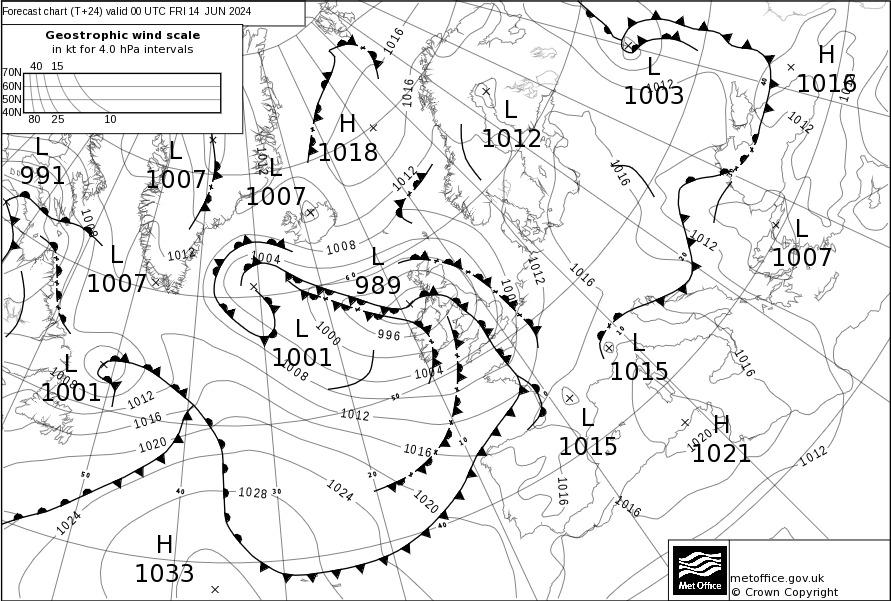 Forecast chart (T+24) valid 00 UTC FRI 14 JUN 2024
Geostrophic wind scale
in kt for 4.0 hPa intervals
40 15
70N
60N
50N
40N
80 25 10
1016
1016
L
1003
1012
H
1016
40
1012
L
1012
H
1018
L
991
L
1007
1012
L
1007
1012
1016
1008
L
1007
1012
1008
1004
L
989
60
1012
1016
1012
L
1007
20
L
1001
1000
996
1008
1004
L
1001
1008
10
L
1015
1016
1012
1016
1020
50
1012
10
L
1015
H
1021
1020
1016
10
1012
50
40
1028
30
20
1024
1020
40
1016
1016
1024
H
1033
Met Office
metoffice.gov.uk
© Crown Copyright